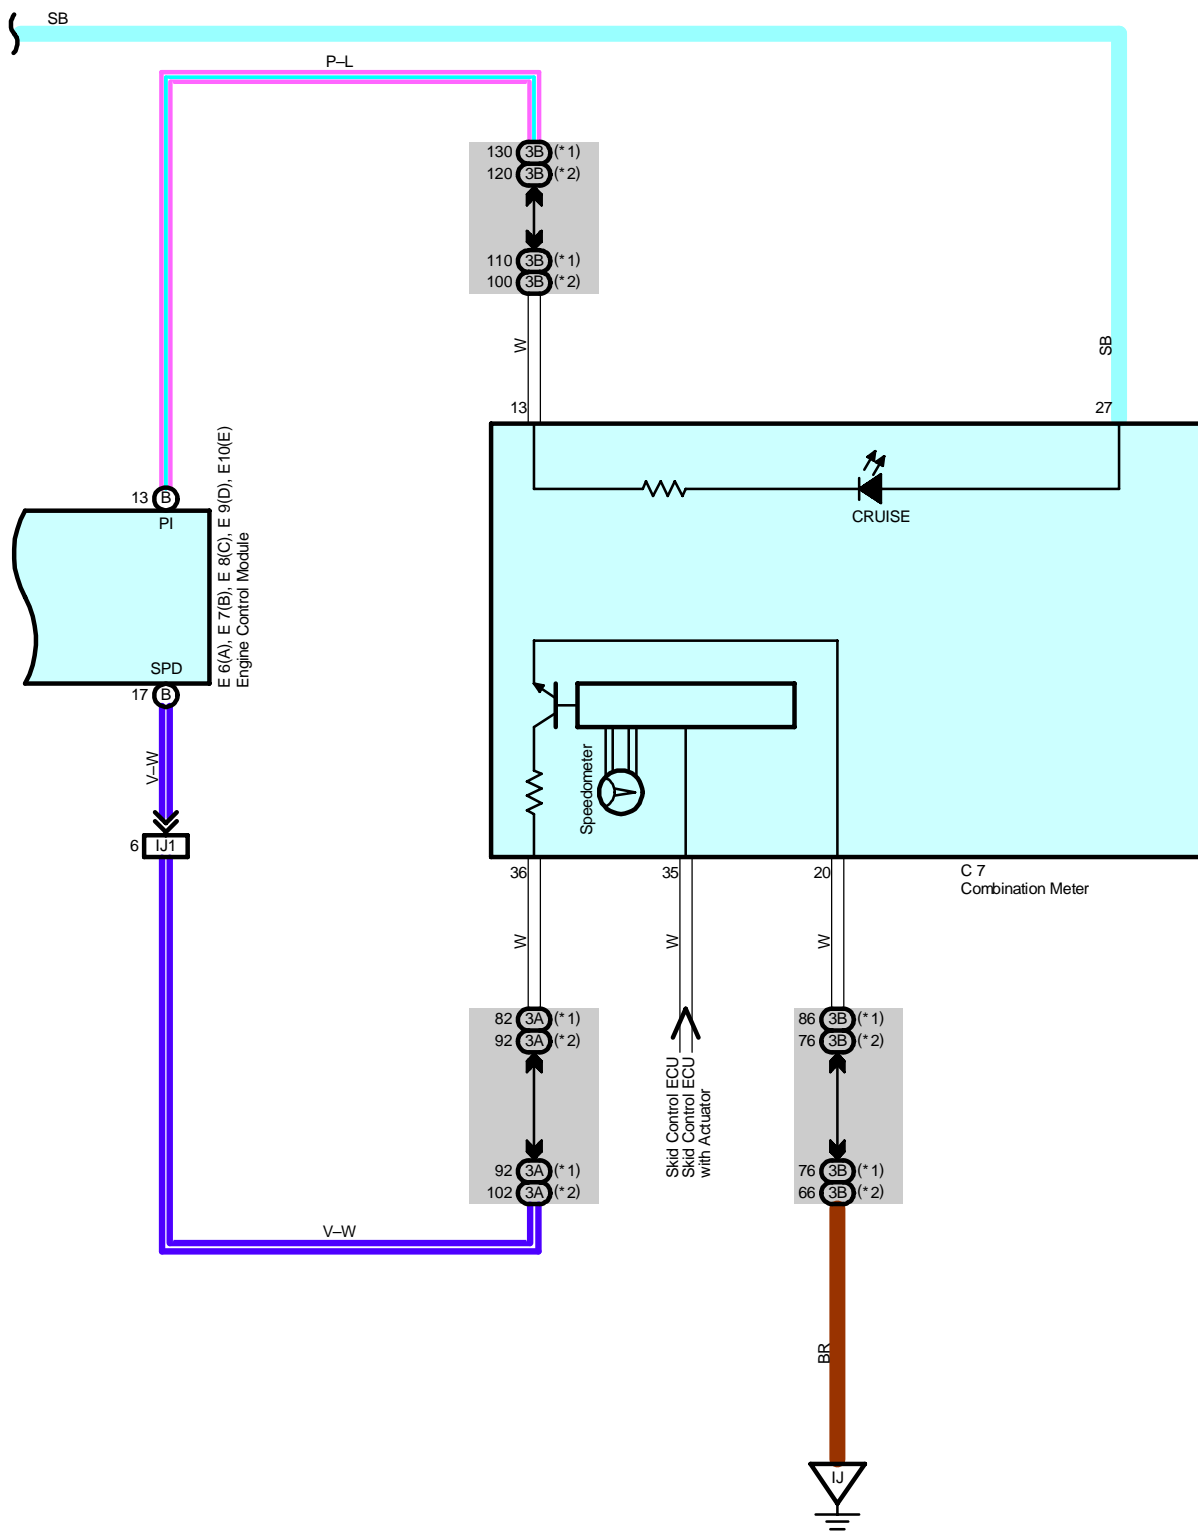 SB
P–L
130 3B (*1)
120 3B (*2)
110 3B (*1)
100 3B (*2)
W
SB
13
27
CRUISE
13 B
PI
E 6(A), E 7(B), E 8(C), E 9(D), E10(E)
Engine Control Module
SPD
17 B
V–W
6 IJ1
Speedometer
36
35
20
C 7
Combination Meter
W
W
W
82 3A (*1)
92 3A (*2)
86 3B (*1)
76 3B (*2)
Skid Control ECU
Skid Control ECU
with Actuator
92 3A (*1)
102 3A (*2)
76 3B (*1)
66 3B (*2)
V–W
BR
IJ